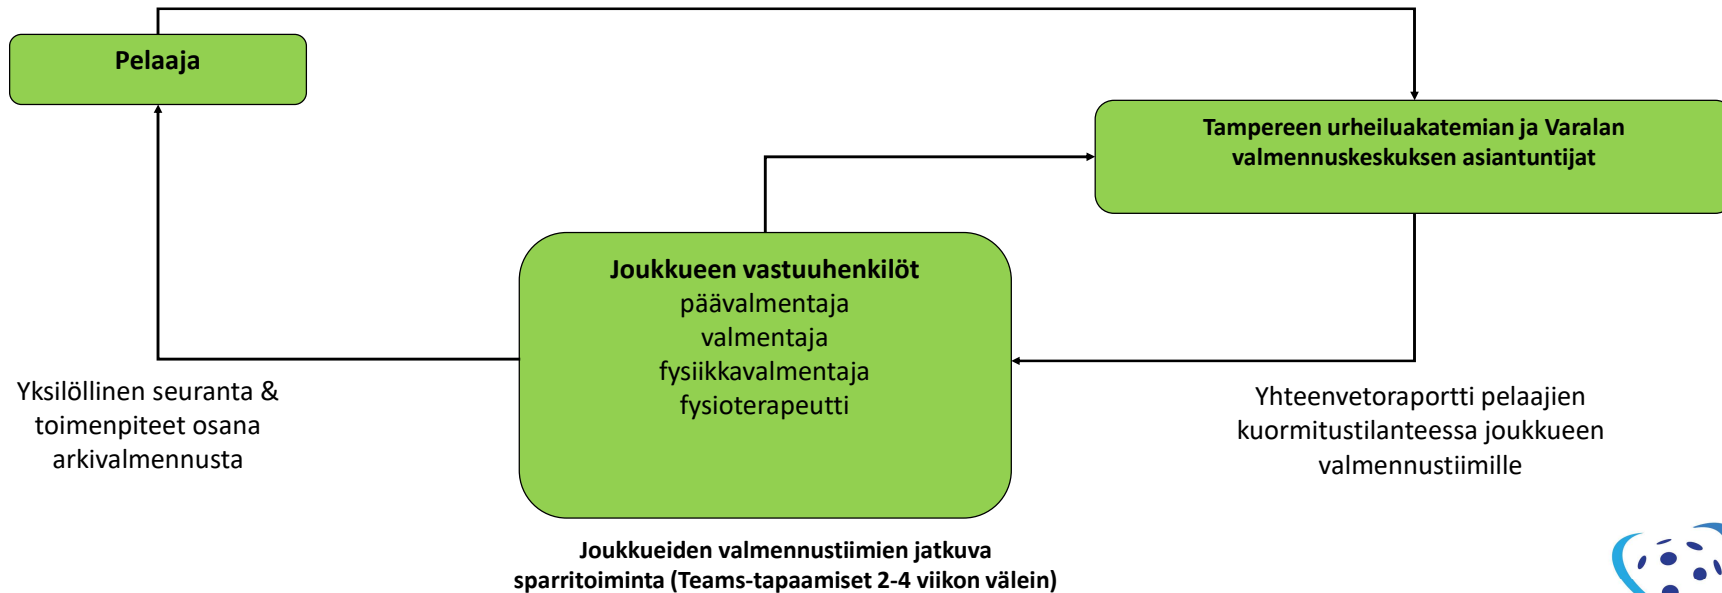 Pelaaja
Tampereen urheiluakatemian ja Varalan
valmennuskeskuksen asiantuntijat
Joukkueen vastuuhenkilöt
päävalmentaja
valmentaja
fysiikkavalmentaja
fysioterapeutti
Yksilöllinen seuranta &
toimenpiteet osana
arkivalmennusta
Yhteenvetoraportti pelaajien
kuormitustilanteessa joukkueen
valmennustiimille
Joukkueiden valmennustiimien jatkuva
sparritoiminta (Teams-tapaamiset 2-4 viikon välein)